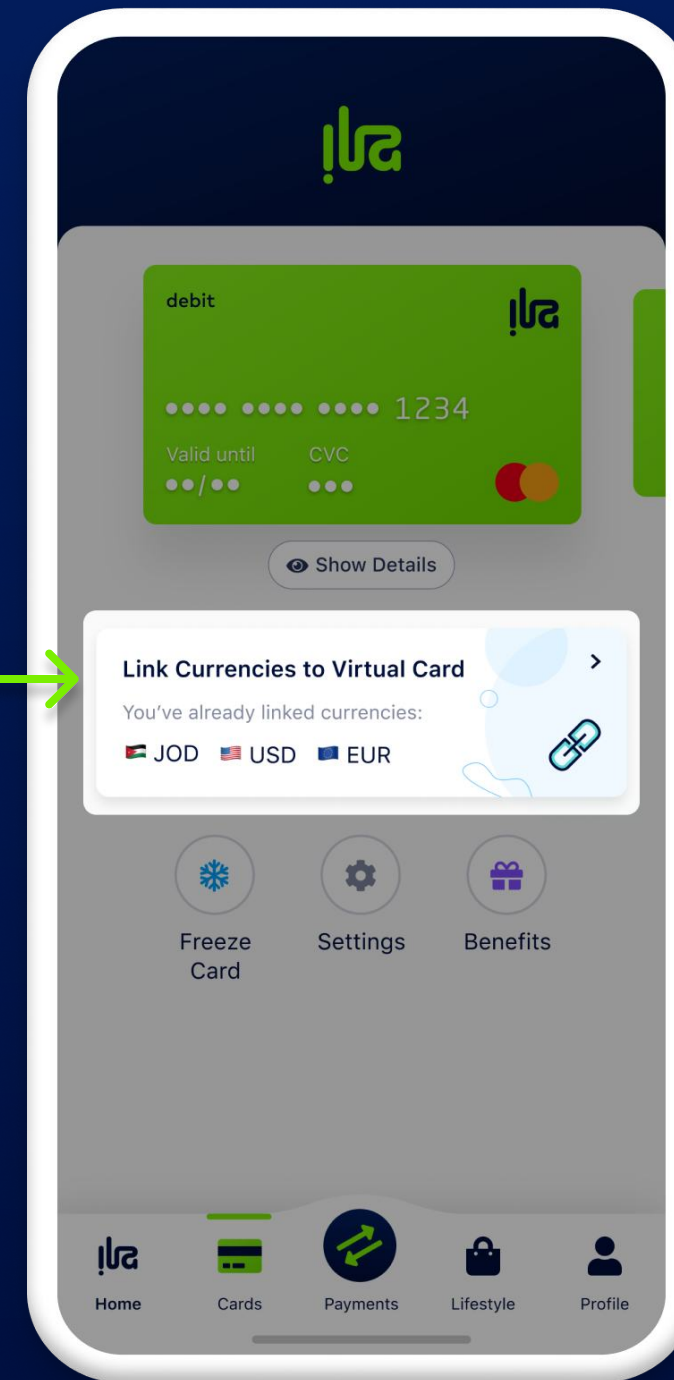 ila
debit
ila
•••• •••• •••• 1234
Valid until CVC
••/•• •••
Show Details
Link Currencies to Virtual Card
You’ve already linked currencies:
JOD USD EUR
Freeze Settings Benefits
Card
ila
Home Cards Payments Lifestyle Profile